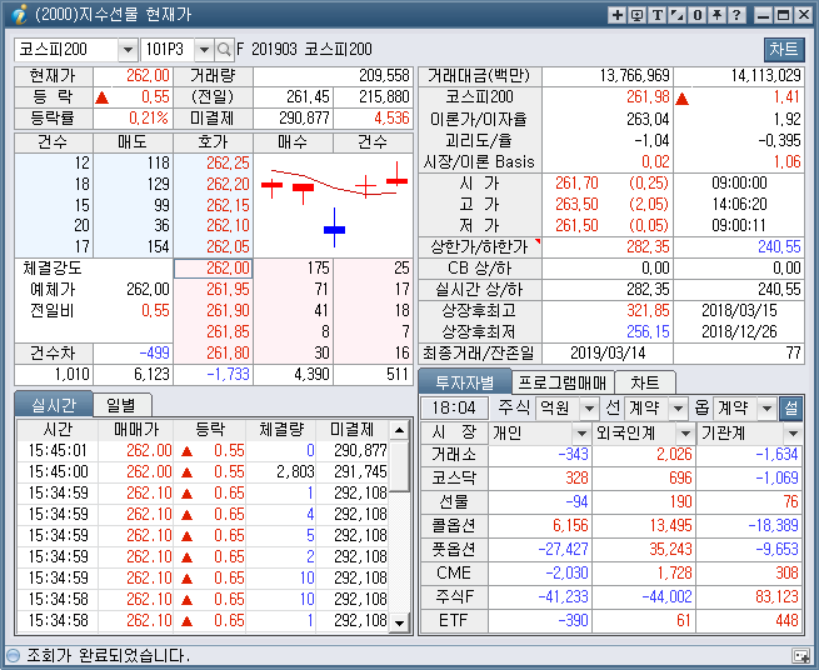 (2000)지수선물 현재가
T 0 ?
코스피200 101P3 F 201903 코스피200 차트
현재가 262,00 거래량 209,558
등 락 ▲ 0,55 (전일) 261,45 215,880
등락률 0,21% 미결제 290,877 4,536
건수 매도 호가 매수 건수
12 118 262,25
18 129 262,20
15 99 262,15
20 36 262,10
17 154 262,05
체결강도 262,00 175 25
예체가 262,00 261,95 71 17
전일비 0,55 261,90 41 18
261,85 8 7
건수차 -499 261,80 30 16
1,010 6,123 -1,733 4,390 511
거래대금(백만) 13,766,969 14,113,029
코스피200 261,98 ▲ 1,41
이론가/이자율 263,04 1,92
괴리도/율 -1,04 -0,395
시장/이론 Basis 0,02 1,06
시 가 261,70 (0,25) 09:00:00
고 가 263,50 (2,05) 14:06:20
저 가 261,50 (0,05) 09:00:11
상한가/하한가 282,35 240,55
CB 상/하 0,00 0,00
실시간 상/하 282,35 240,55
상장후최고 321,85 2018/03/15
상장후최저 256,15 2018/12/26
최종거래/잔존일 2019/03/14 77
실시간 일별
시간 매매가 등락 체결량 미결제
15:45:01 262.00 ▲ 0.55 0 290,877
15:45:00 262.00 ▲ 0.55 2,803 291,745
15:34:59 262.10 ▲ 0.65 1 292,108
15:34:59 262.10 ▲ 0.65 4 292,108
15:34:59 262.10 ▲ 0.65 5 292,108
15:34:59 262.10 ▲ 0.65 2 292,108
15:34:59 262.10 ▲ 0.65 10 292,108
15:34:58 262.10 ▲ 0.65 10 292,108
15:34:58 262.10 ▲ 0.65 1 292,108
투자자별 프로그램매매 차트
18:04 주식 억원 선 계약 옵 계약 설
시 장 개인 외국인계 기관계
거래소 -343 2,026 -1,634
코스닥 328 696 -1,069
선물 -94 190 76
콜옵션 6,156 13,495 -18,389
풋옵션 -27,427 35,243 -9,653
CME -2,030 1,728 308
주식F -41,233 -44,002 83,123
ETF -390 61 448
조회가 완료되었습니다.